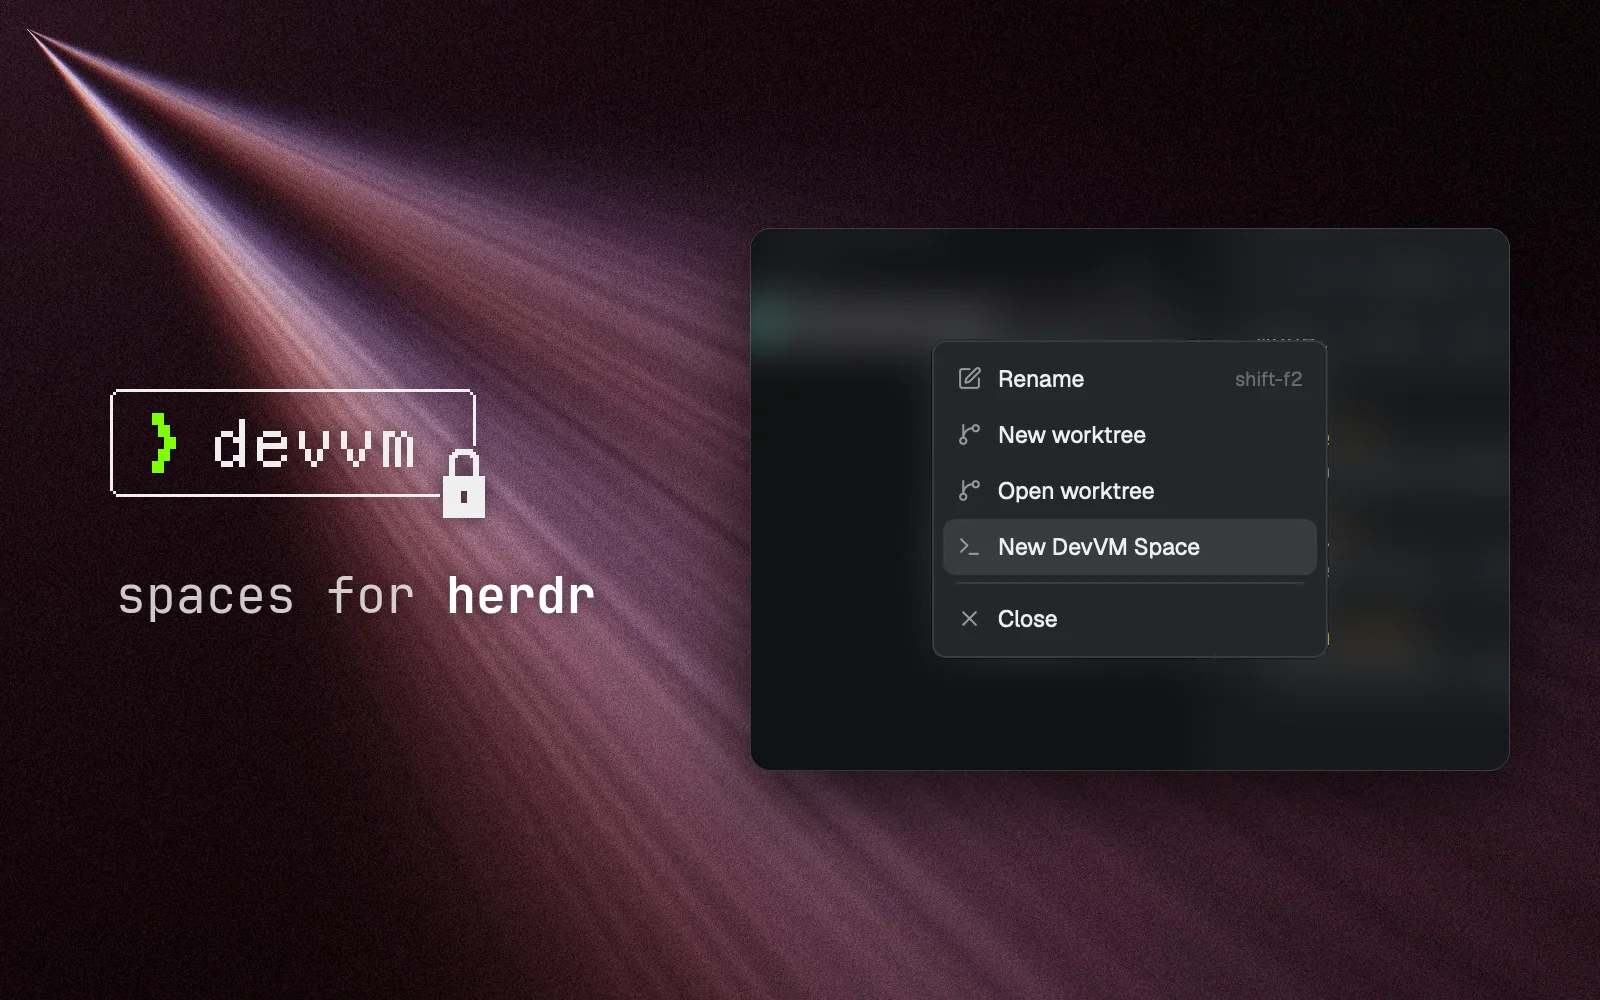 devvm
spaces for herdr
Rename shift-f2
New worktree
Open worktree
New DevVM Space
Close